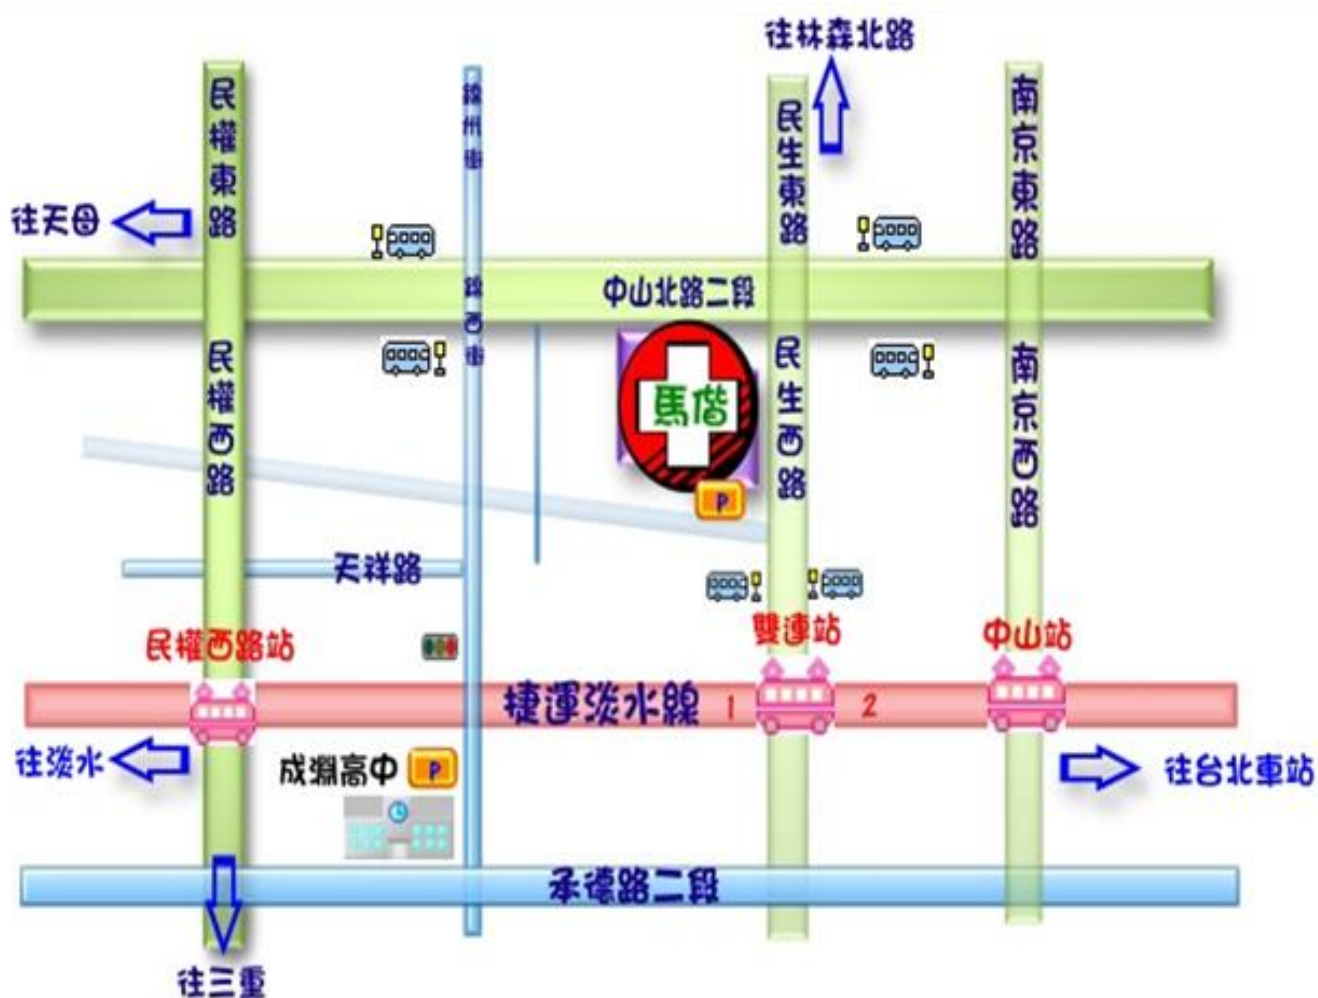 往林森北路
民權東路
錦州街
民生東路
南京東路
往天母
中山北路二段
錦西街
民權西路
馬偕
民生西路
南京西路
P
天祥路
民權西路站
雙連站
中山站
捷運淡水線
1
2
往淡水
成淵高中
P
往台北車站
承德路二段
往三重